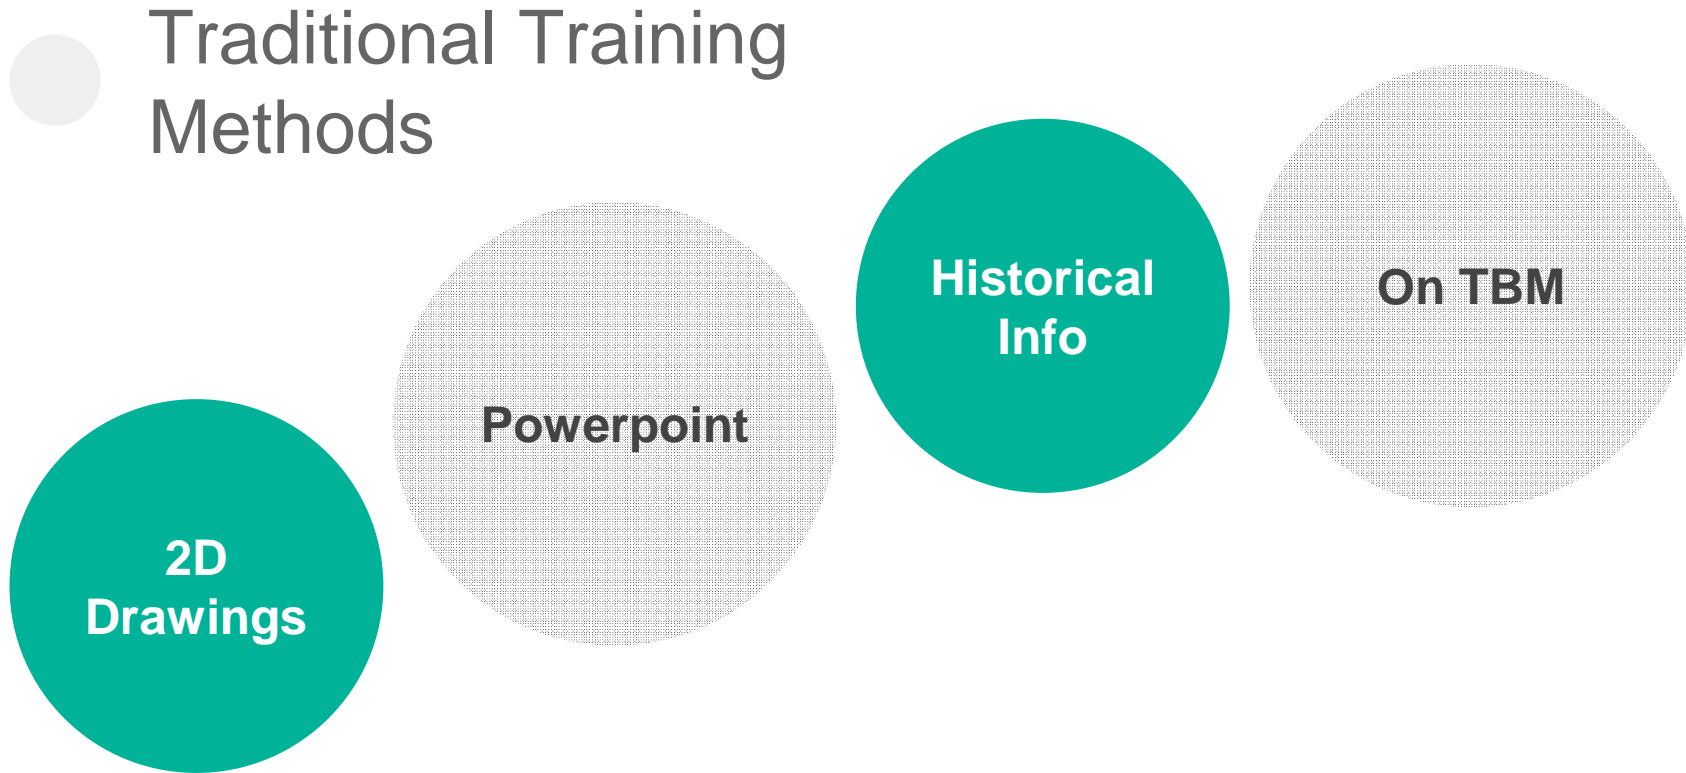 Traditional Training
Methods
2D
Drawings
Powerpoint
Historical
Info
On TBM